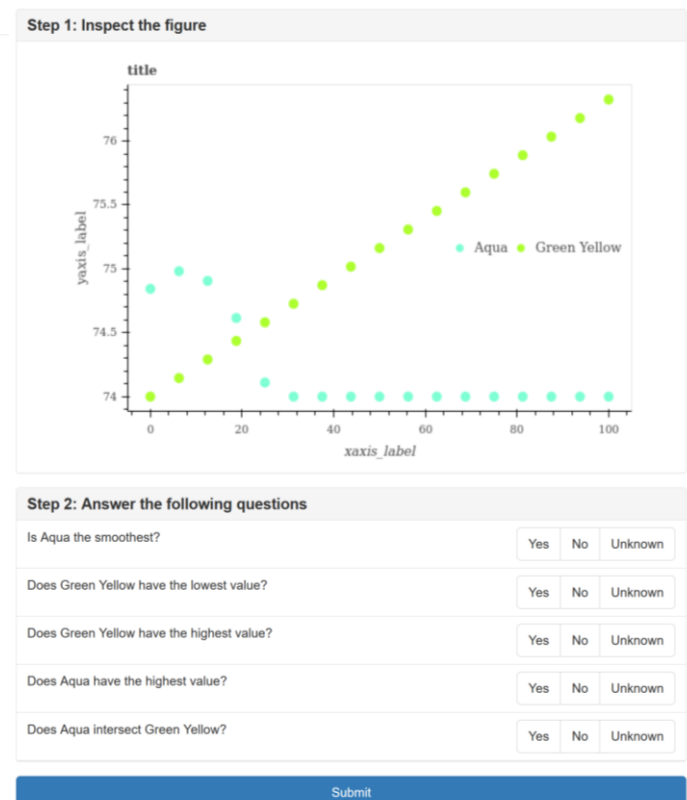 Step 1: Inspect the figure
title
76
75.5
75
74.5
74
yaxis_label
Aqua Green Yellow
0 20 40 60 80 100
xaxis_label
Step 2: Answer the following questions
Is Aqua the smoothest? Yes No Unknown
Does Green Yellow have the lowest value? Yes No Unknown
Does Green Yellow have the highest value? Yes No Unknown
Does Aqua have the highest value? Yes No Unknown
Does Aqua intersect Green Yellow? Yes No Unknown
Submit